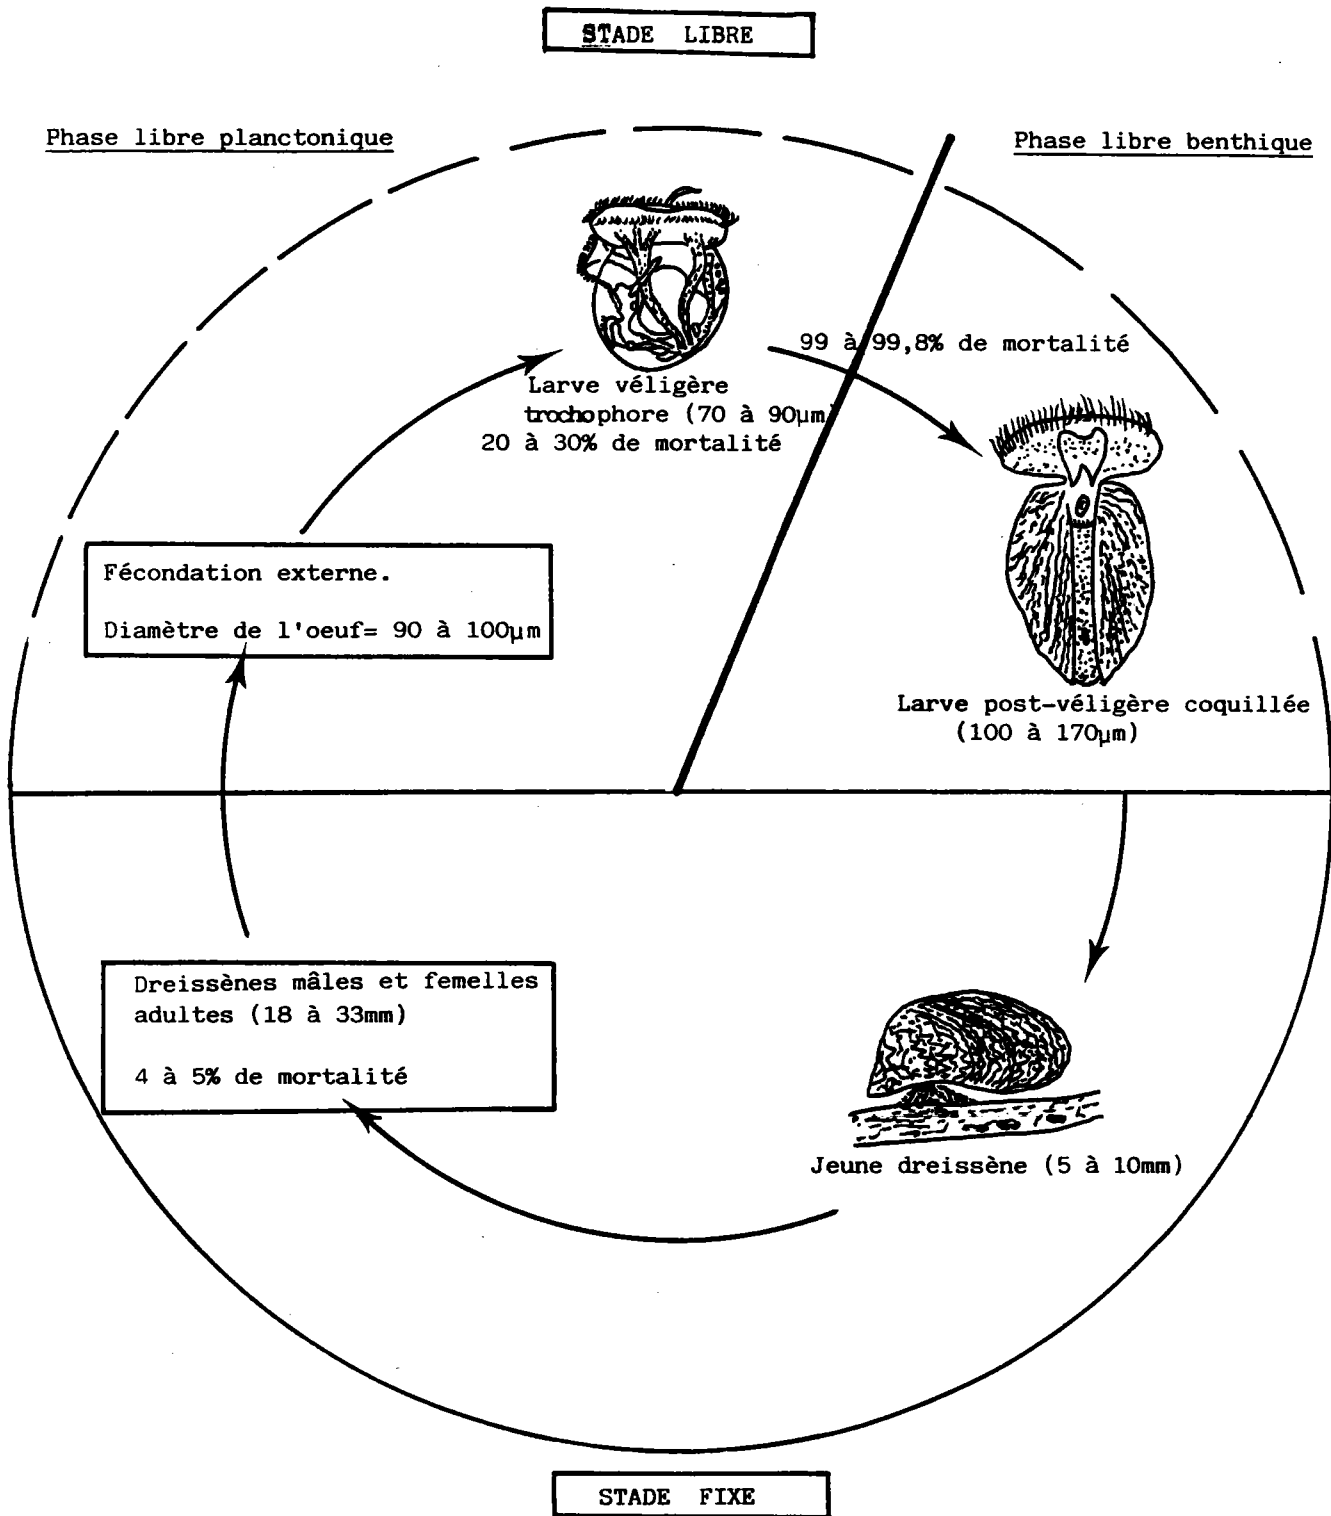 STADE LIBRE
Phase libre planctonique
Phase libre benthique
99 à 99,8% de mortalité
Larve véligère
trochophore (70 à 90µm)
20 à 30% de mortalité
Fécondation externe.
Diamètre de l'oeuf= 90 à 100µm
Larve post-véligère coquillée
(100 à 170µm)
Dreissènes mâles et femelles
adultes (18 à 33mm)
4 à 5% de mortalité
Jeune dreissène (5 à 10mm)
STADE FIXE